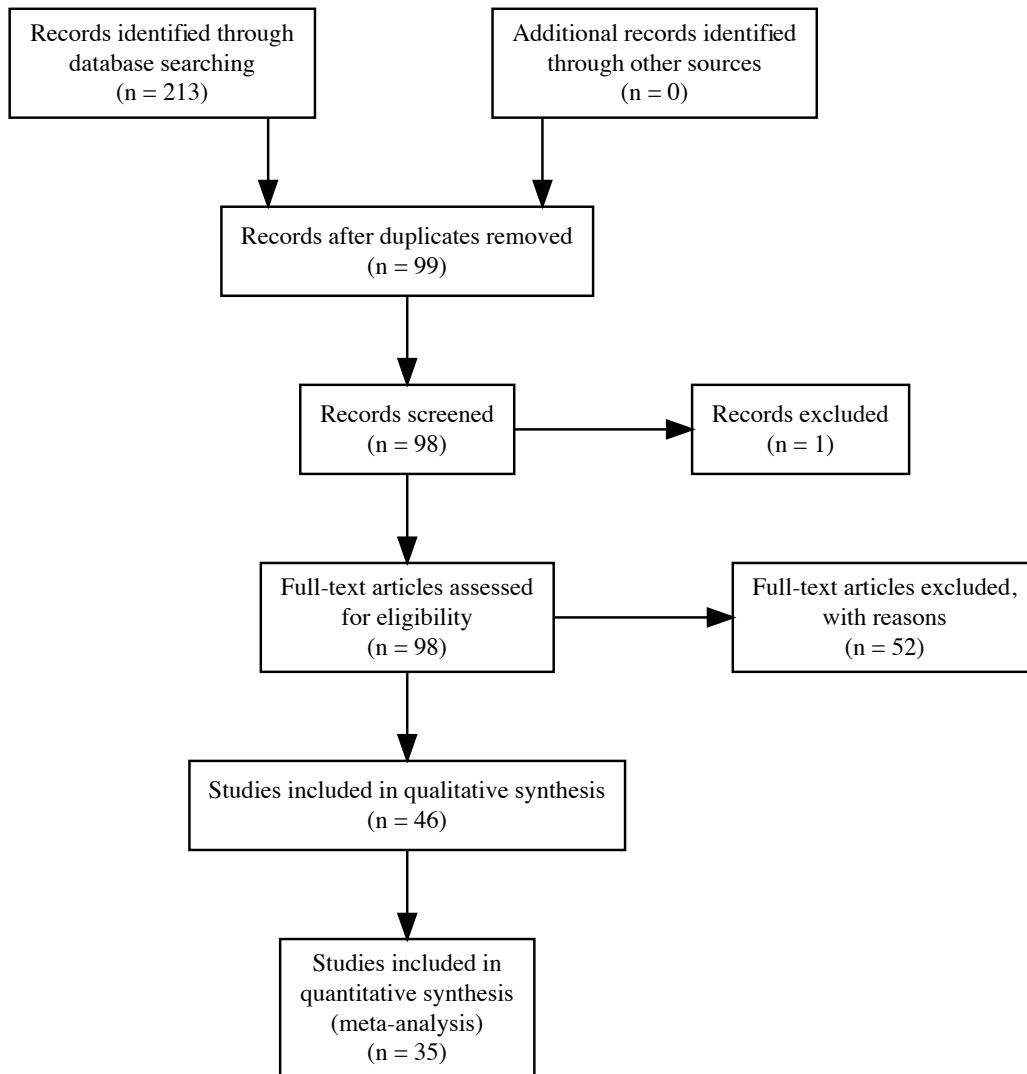 Records identified through
database searching
(n = 213)
Additional records identified
through other sources
(n = 0)
Records after duplicates removed
(n = 99)
Records screened
(n = 98)
Records excluded
(n = 1)
Full-text articles assessed
for eligibility
(n = 98)
Full-text articles excluded,
with reasons
(n = 52)
Studies included in qualitative synthesis
(n = 46)
Studies included in
quantitative synthesis
(meta-analysis)
(n = 35)